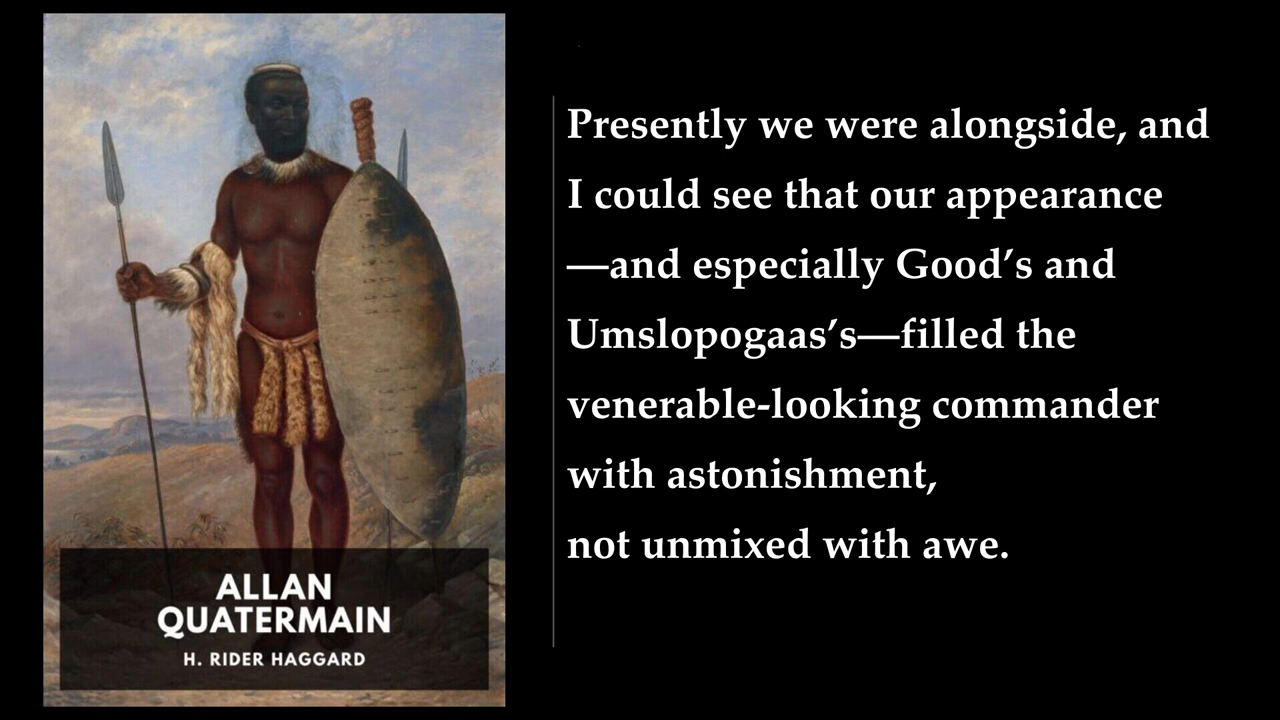 ALLAN
QUATERMAIN
H. RIDER HAGGARD
Presently we were alongside, and
I could see that our appearance
—and especially Good’s and
Umslopogaas’s—filled the
venerable-looking commander
with astonishment,
not unmixed with awe.